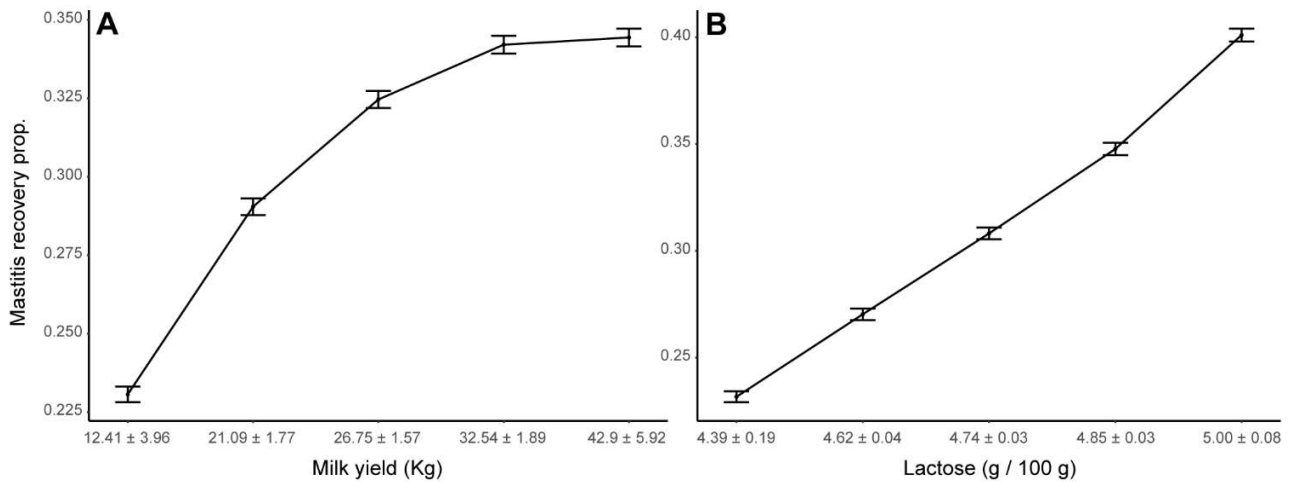 A
Mastitis recovery prop.
0.350
0.325
0.300
0.275
0.250
0.225
12.41 ± 3.96 21.09 ± 1.77 26.75 ± 1.57 32.54 ± 1.89 42.9 ± 5.92
Milk yield (Kg)
B
0.40
0.35
0.30
0.25
4.39 ± 0.19 4.62 ± 0.04 4.74 ± 0.03 4.85 ± 0.03 5.00 ± 0.08
Lactose (g / 100 g)